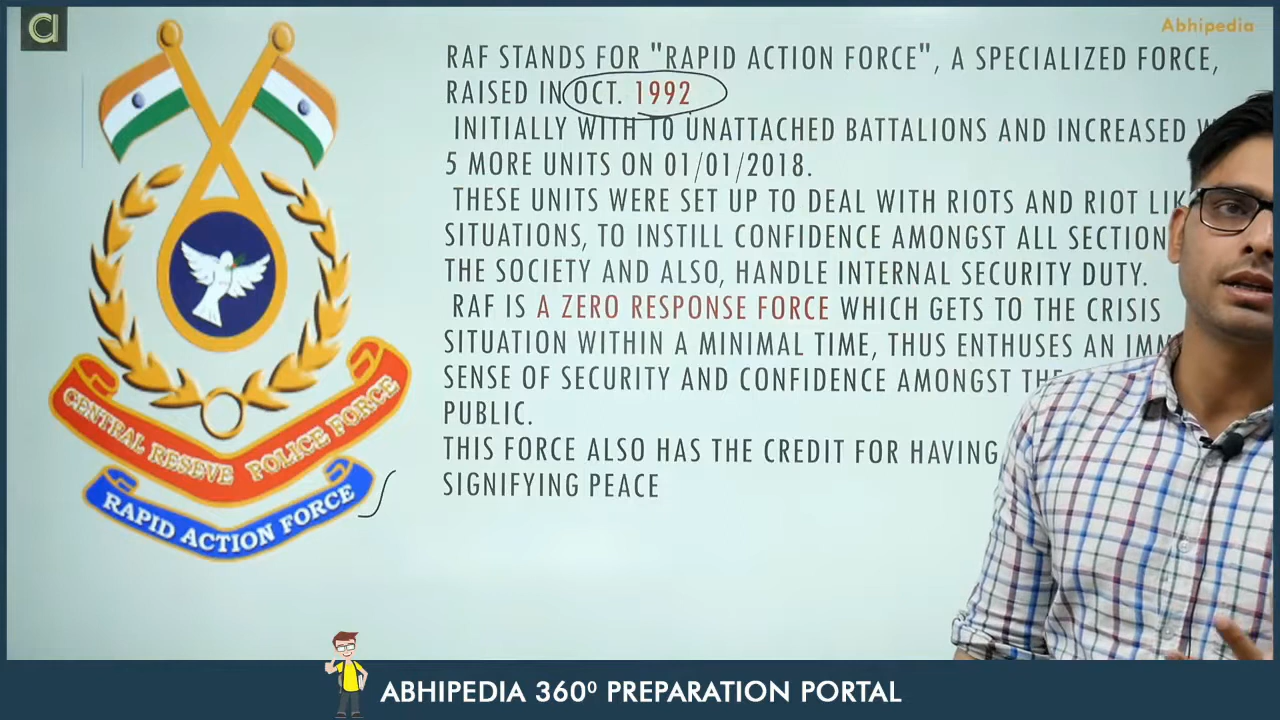 Abhipedia
RAF STANDS FOR "RAPID ACTION FORCE", A SPECIALIZED FORCE,
RAISED IN OCT. 1992
INITIALLY WITH 10 UNATTACHED BATTALIONS AND INCREASED
5 MORE UNITS ON 01/01/2018.
THESE UNITS WERE SET UP TO DEAL WITH RIOTS AND RIOT
SITUATIONS, TO INSTILL CONFIDENCE AMONGST ALL
THE SOCIETY AND ALSO, HANDLE INTERNAL SECURITY DUTY.
RAF IS A ZERO RESPONSE FORCE WHICH GETS TO THE CRISIS
SITUATION WITHIN A MINIMAL TIME, THUS ENTHUSES AN
SENSE OF SECURITY AND CONFIDENCE AMONGST THE
PUBLIC.
THIS FORCE ALSO HAS THE CREDIT FOR HAVING
SIGNIFYING PEACE
CENTRAL RESEVE POLICE FORCE
RAPID ACTION FORCE
ABHIPEDIA 360⁰ PREPARATION PORTAL